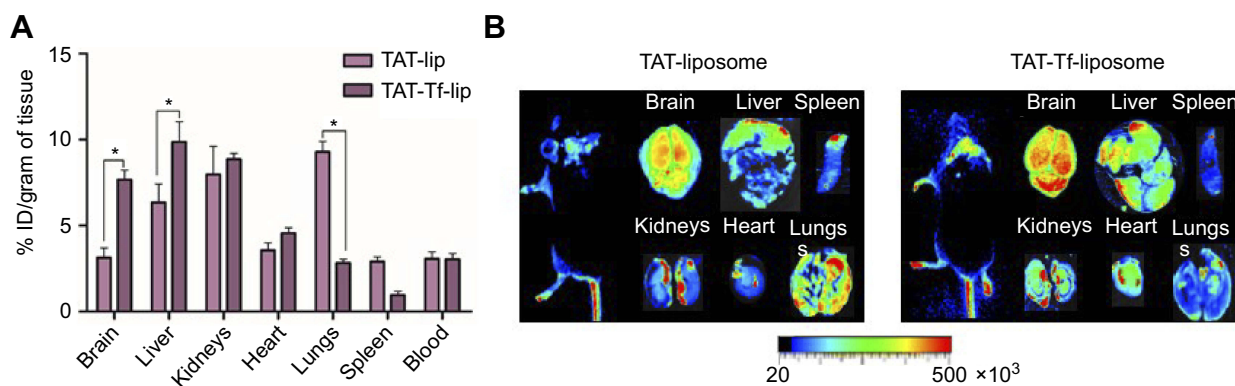 A
% ID/gram of tissue
15
10
5
0
TAT-lip
TAT-Tf-lip
*
*
*
Brain
Liver
Kidneys
Heart
Lungs
Spleen
Blood
B
TAT-liposome
Brain Liver Spleen
Kidneys Heart Lungs
s
TAT-Tf-liposome
Brain Liver Spleen
Kidneys Heart Lungs
s
20 500 ×10³